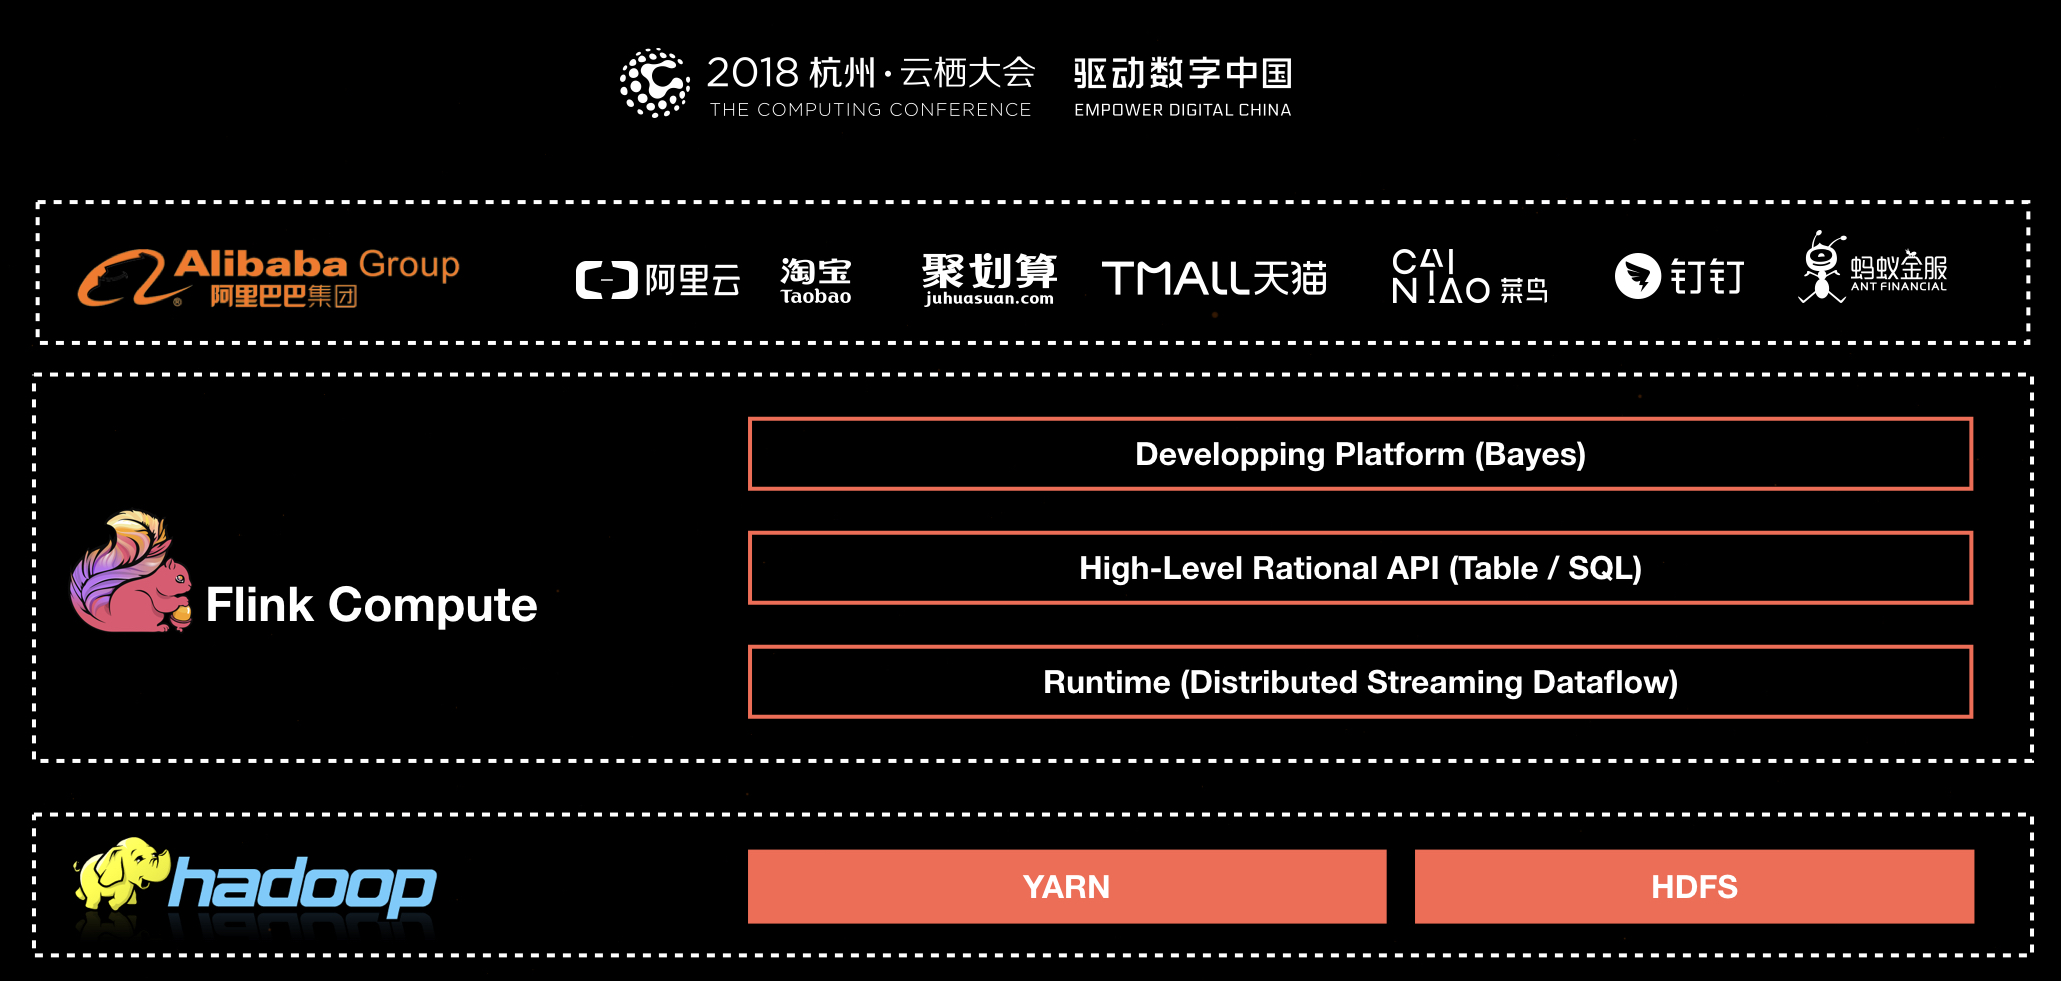 2018 杭州·云栖大会 驱动数字中国
THE COMPUTING CONFERENCE EMPOWER DIGITAL CHINA
Alibaba Group
阿里巴巴集团
阿里云
淘宝
Taobao
聚划算
juhuasuan.com
TMALL天猫
CAI
NIAO 菜鸟
钉钉
蚂蚁金服
ANT FINANCIAL
Flink Compute
Developping Platform (Bayes)
High-Level Rational API (Table / SQL)
Runtime (Distributed Streaming Dataflow)
hadoop
YARN
HDFS